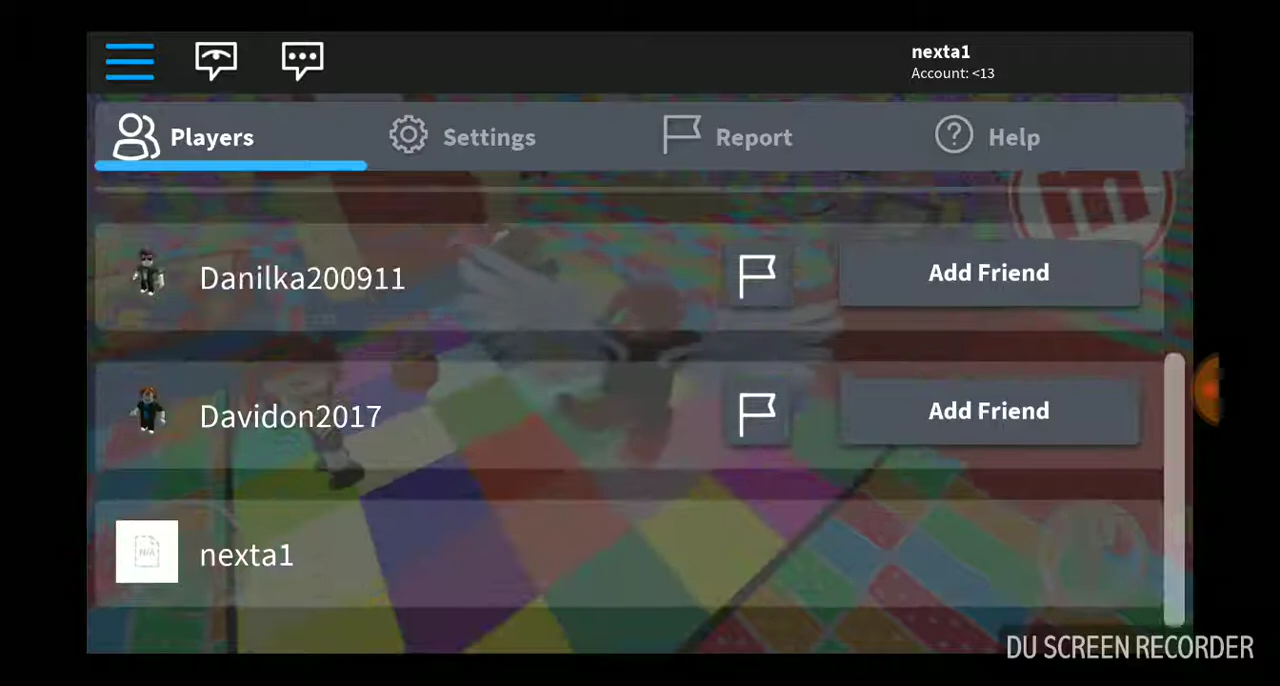 nexta1
Account: <13
Players
Settings
Report
Help
Danilka200911
Add Friend
Davidon2017
Add Friend
N/A
nexta1
DU SCREEN RECORDER